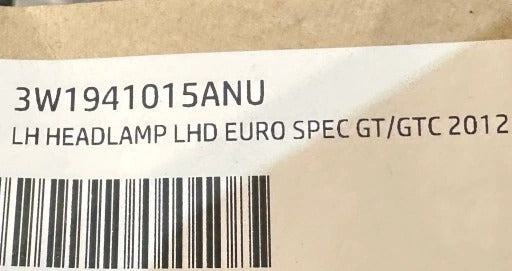 3W1941015ANU
LH HEADLAMP LHD EURO SPEC GT/GTC 2012